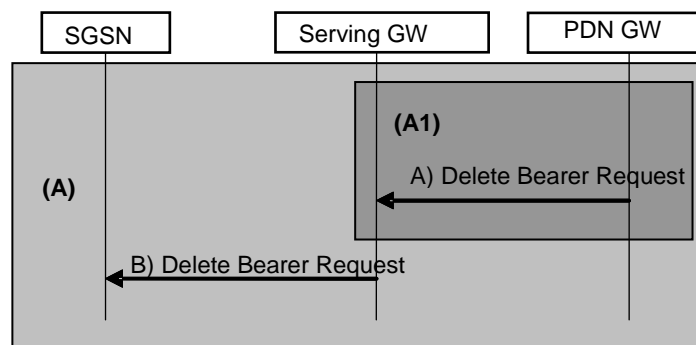 SGSN
Serving GW
PDN GW
(A1)
(A)
A) Delete Bearer Request
B) Delete Bearer Request